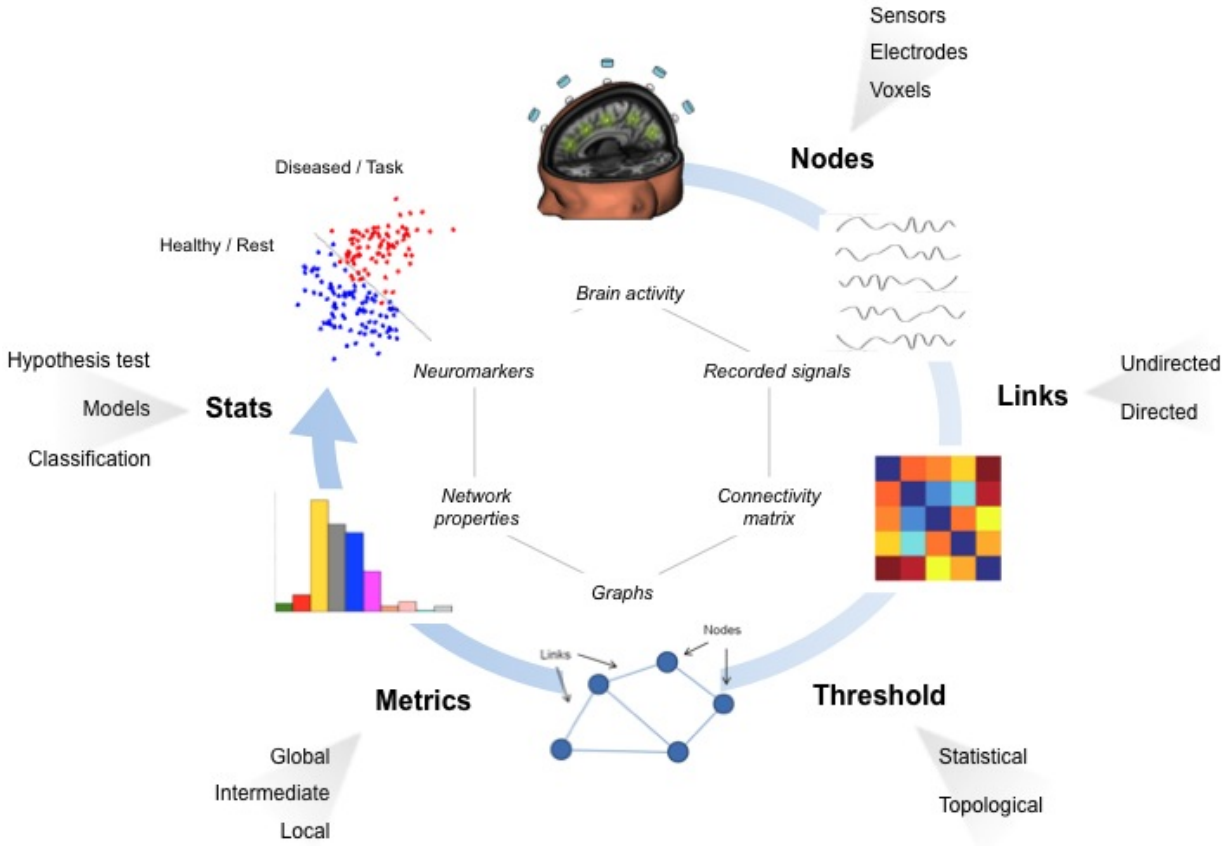 Sensors
Electrodes
Voxels
Nodes
Diseased / Task
Healthy / Rest
Brain activity
Neuromarkers
Recorded signals
Hypothesis test
Models
Classification
Stats
Links
Undirected
Directed
Network
properties
Connectivity
matrix
Graphs
Nodes
Links
Metrics
Threshold
Global
Intermediate
Local
Statistical
Topological